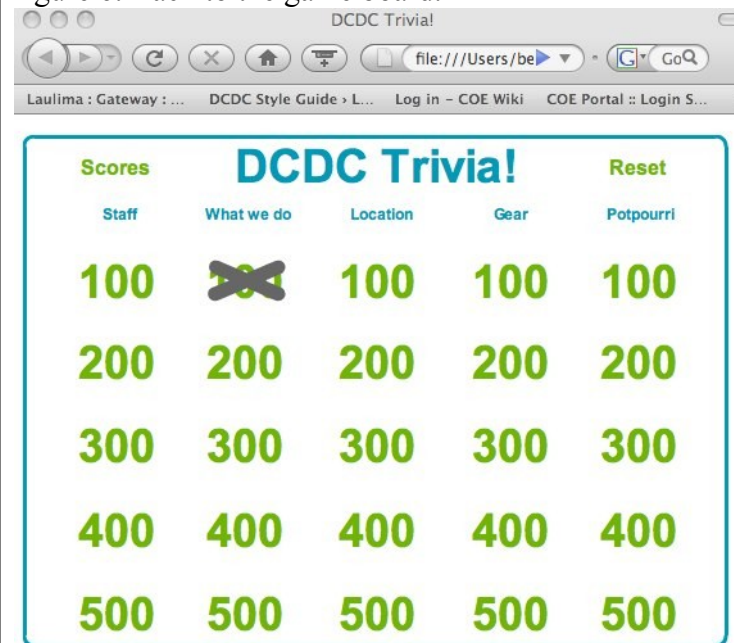 DCDC Trivia!
file:///Users/be
G GoQ
Laulima : Gateway : ... DCDC Style Guide › L... Log in – COE Wiki COE Portal :: Login S...
Scores DCDC Trivia! Reset
Staff What we do Location Gear Potpourri
100 100 100 100
200 200 200 200 200
300 300 300 300 300
400 400 400 400 400
500 500 500 500 500